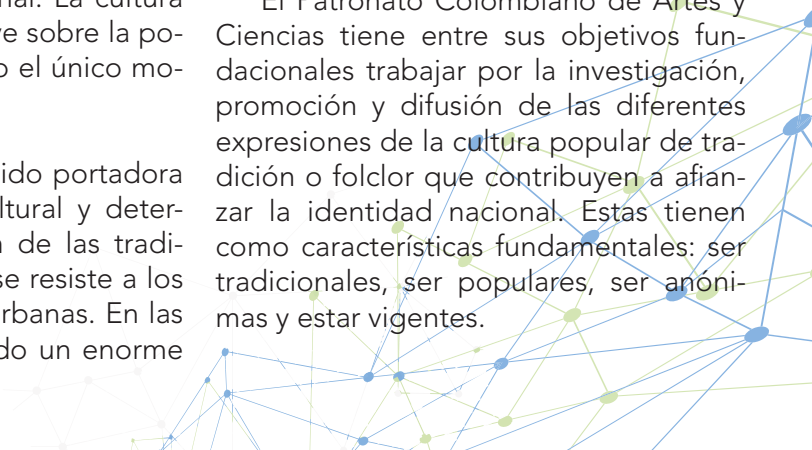 nal. La cultura
ve sobre la po-
o el único mo-
ido portadora
ltural y deter-
n de las tradi-
se resiste a los
rbanas. En las
do un enorme
El Patronato Colombiano de Artes y
Ciencias tiene entre sus objetivos fun-
dacionales trabajar por la investigación,
promoción y difusión de las diferentes
expresiones de la cultura popular de tra-
dición o folclor que contribuyen a afian-
zar la identidad nacional. Estas tienen
como características fundamentales: ser
tradicionales, ser populares, ser anóni-
mas y estar vigentes.